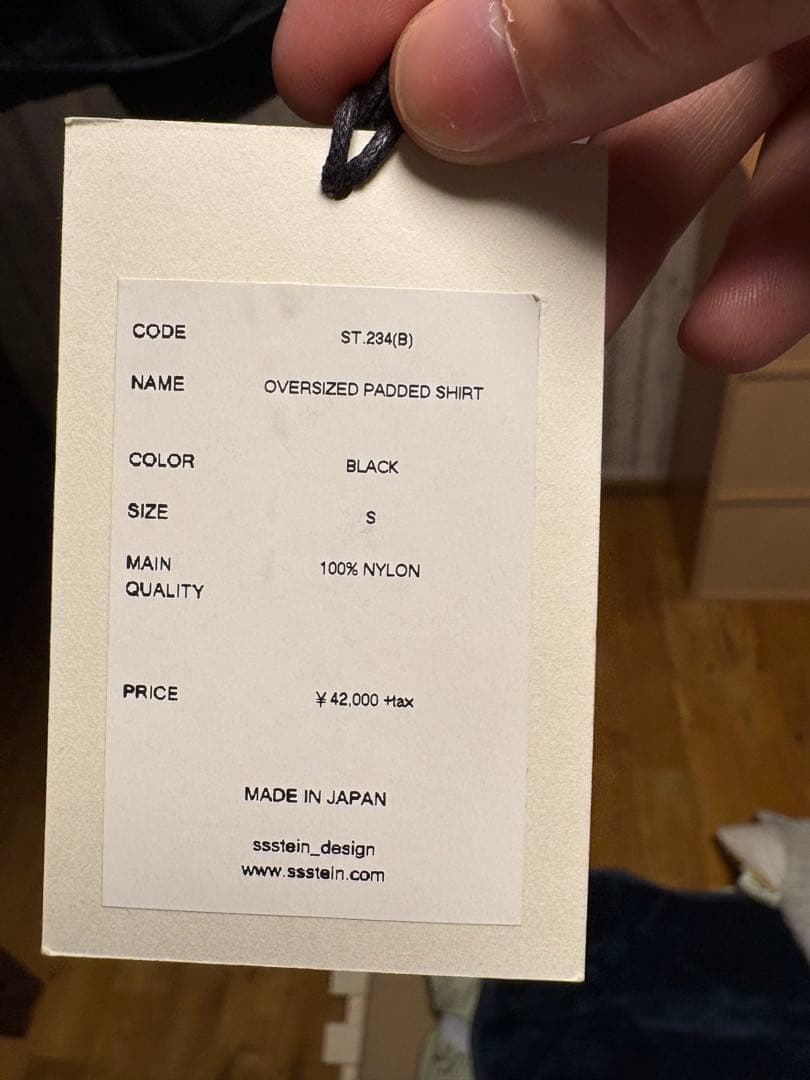 CODE ST.234(B)
NAME OVERSIZED PADDED SHIRT
COLOR BLACK
SIZE S
MAIN QUALITY 100% NYLON
PRICE ¥42,000 +tax
MADE IN JAPAN
ssstein_design
www.ssstein.com